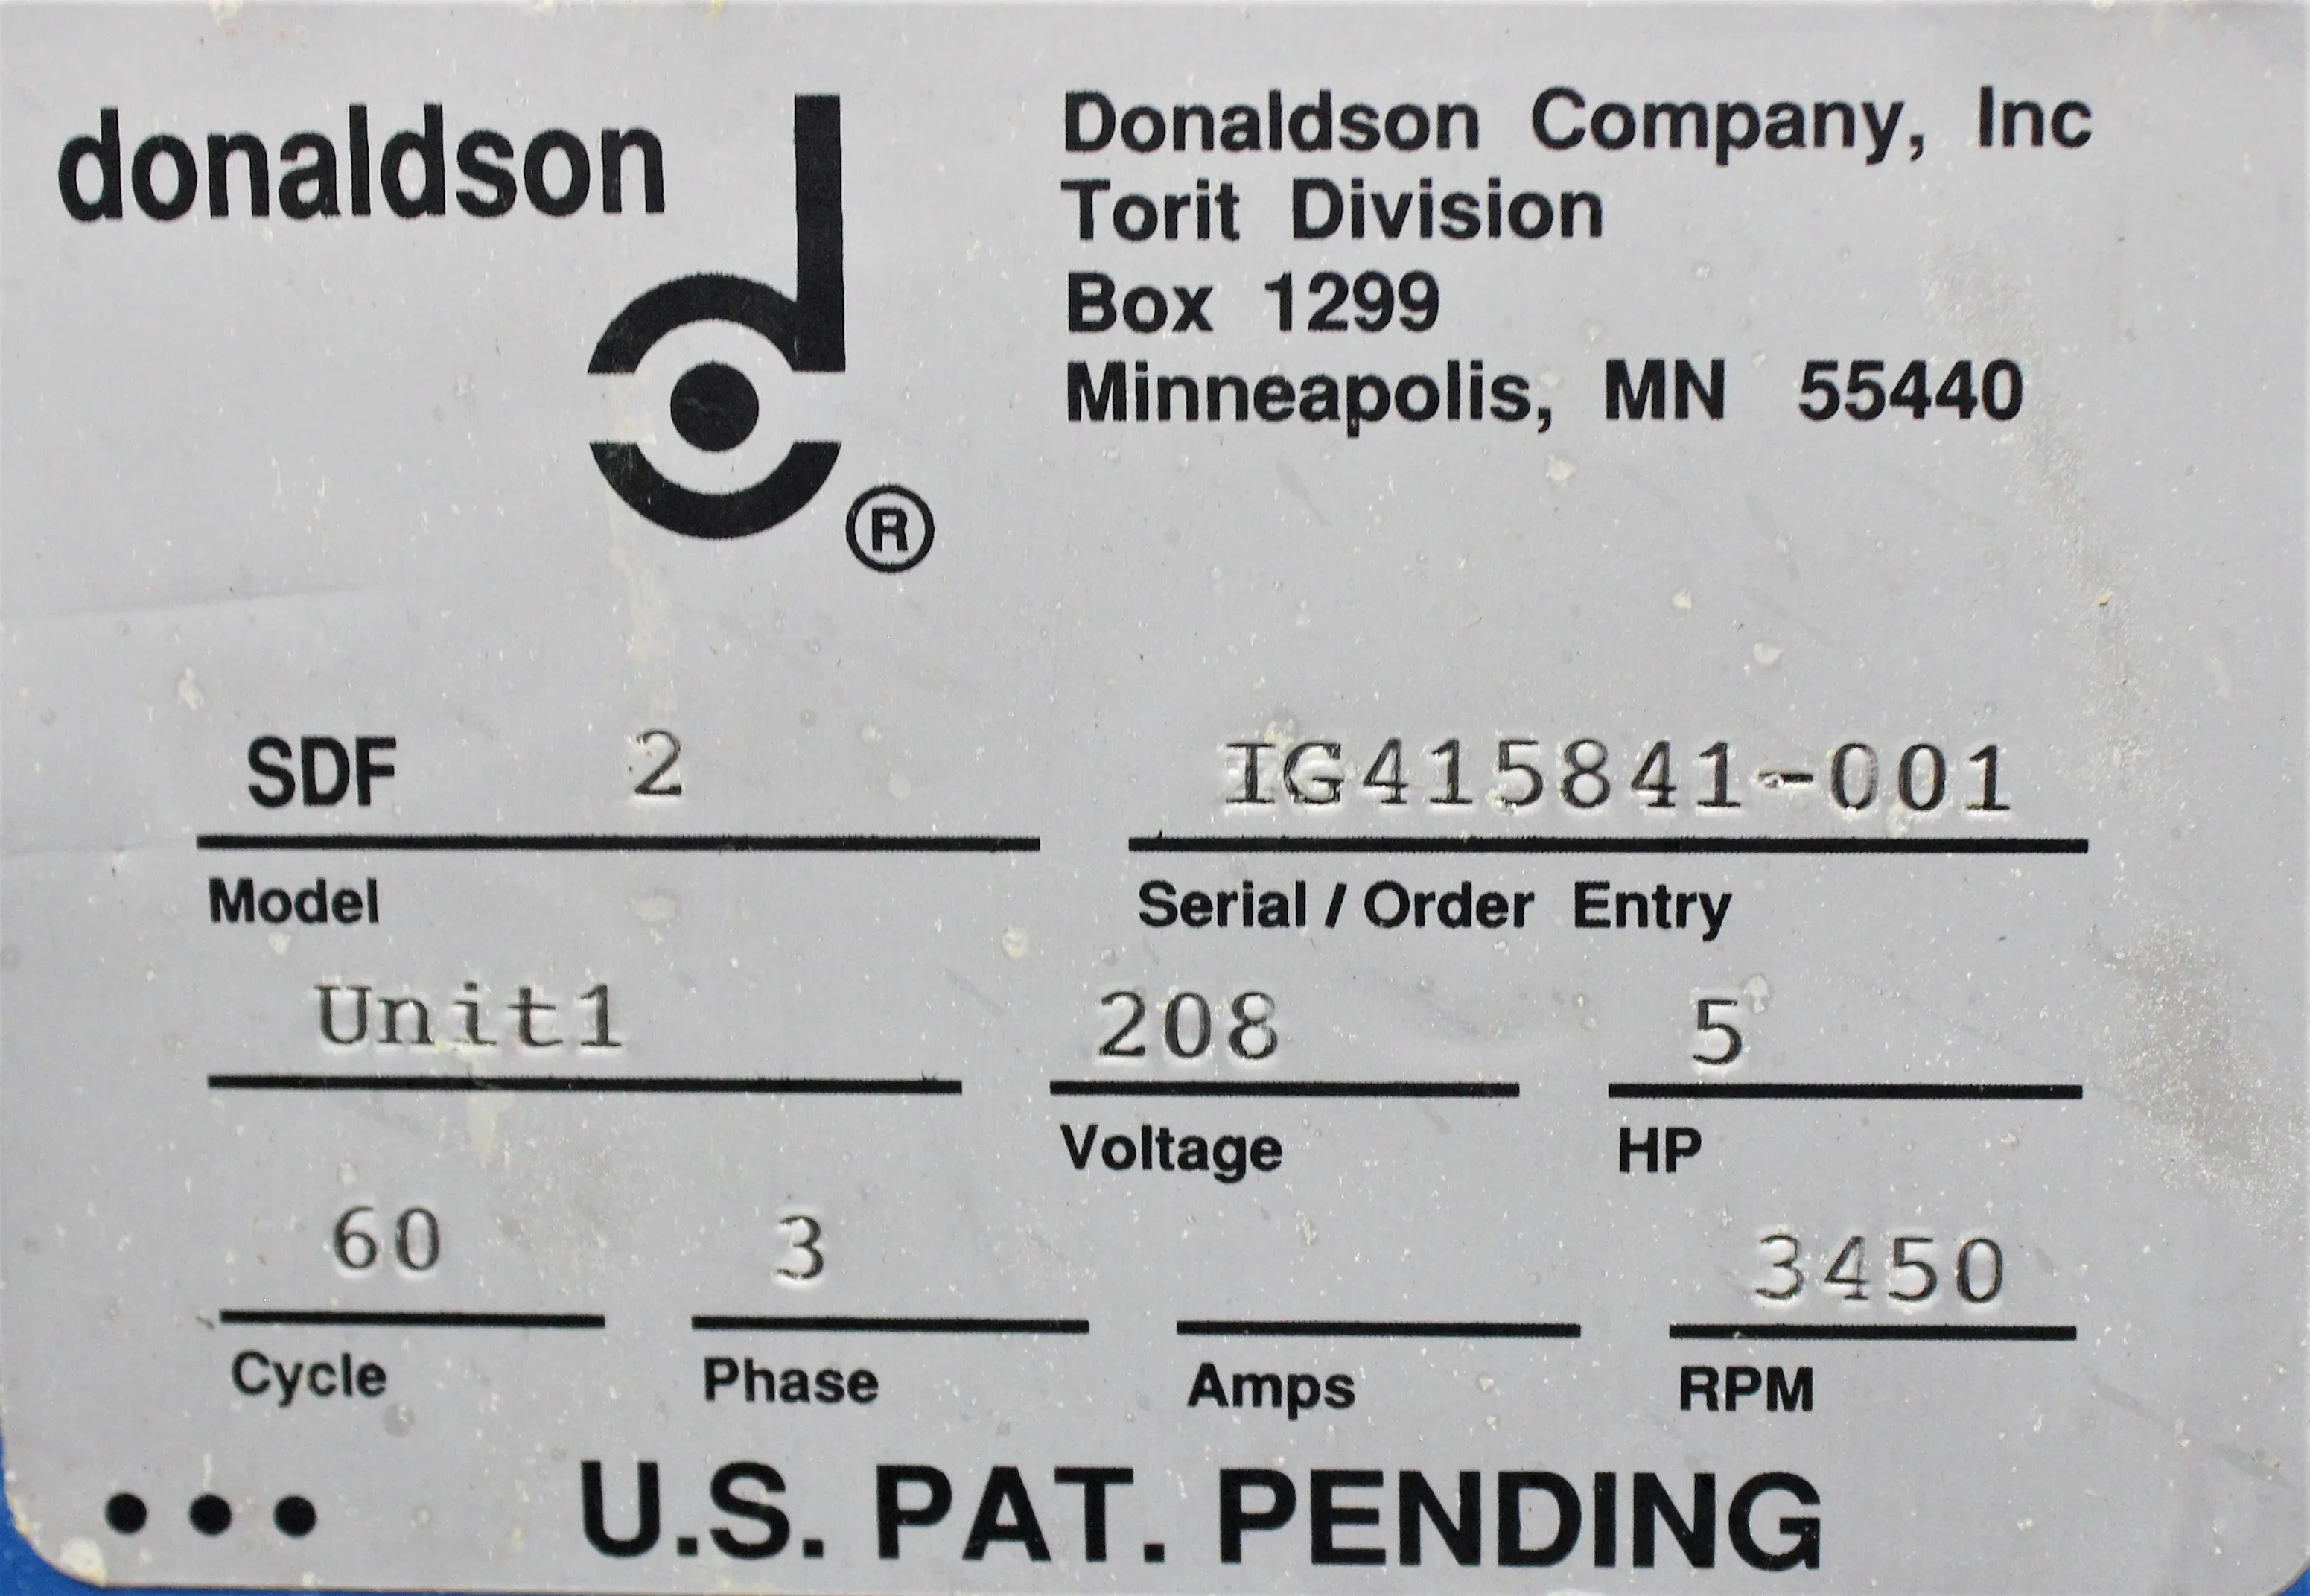 donaldson
Donaldson Company, Inc
Torit Division
Box 1299
Minneapolis, MN 55440
®
SDF 2 IG415841-001
Model Serial / Order Entry
Unit1 208 5
Voltage HP
60 3 3450
Cycle Phase Amps RPM
••• U.S. PAT. PENDING